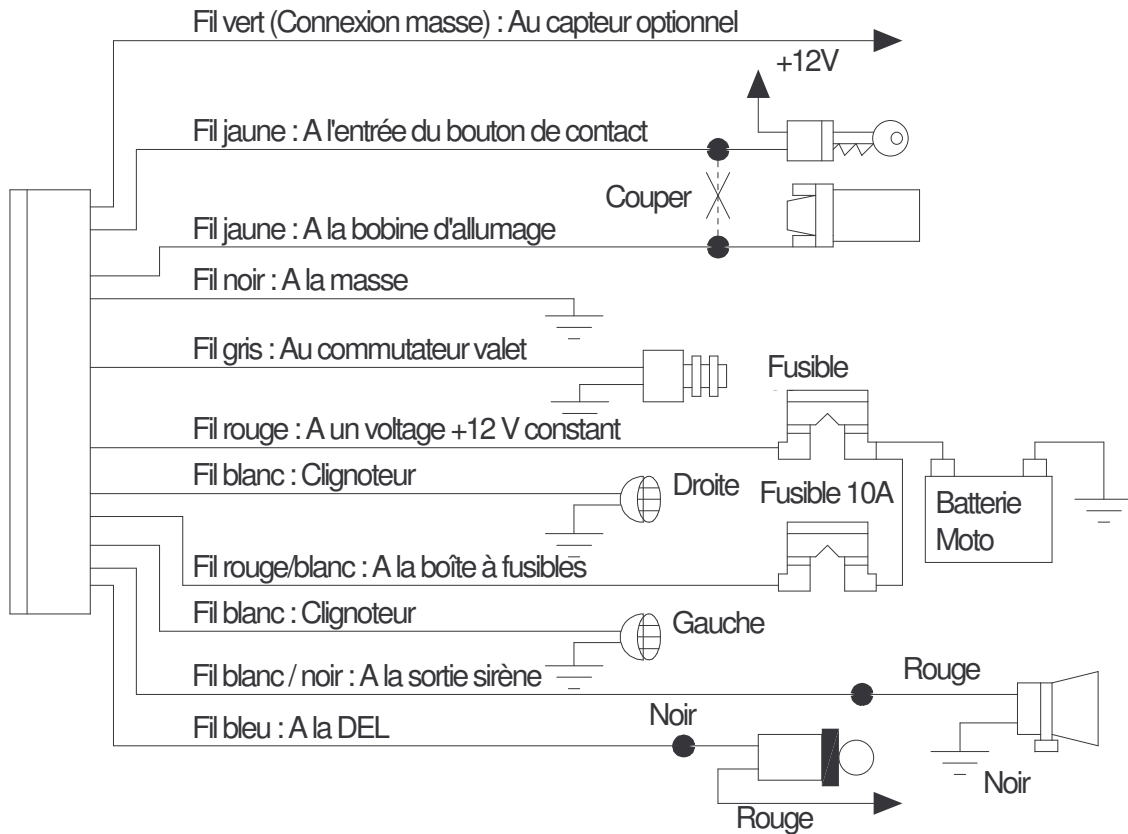 Fil vert (Connexion masse) : Au capteur optionnel
+12V
Fil jaune : A l'entrée du bouton de contact
Couper
Fil jaune : A la bobine d'allumage
Fil noir : A la masse
Fil gris : Au commutateur valet
Fusible
Fil rouge : A un voltage +12 V constant
Fil blanc : Clignoteur
Droite
Fusible 10A
Batterie
Moto
Fil rouge/blanc : A la boîte à fusibles
Fil blanc : Clignoteur
Gauche
Fil blanc / noir : A la sortie sirène
Rouge
Fil bleu : A la DEL
Noir
Noir
Rouge